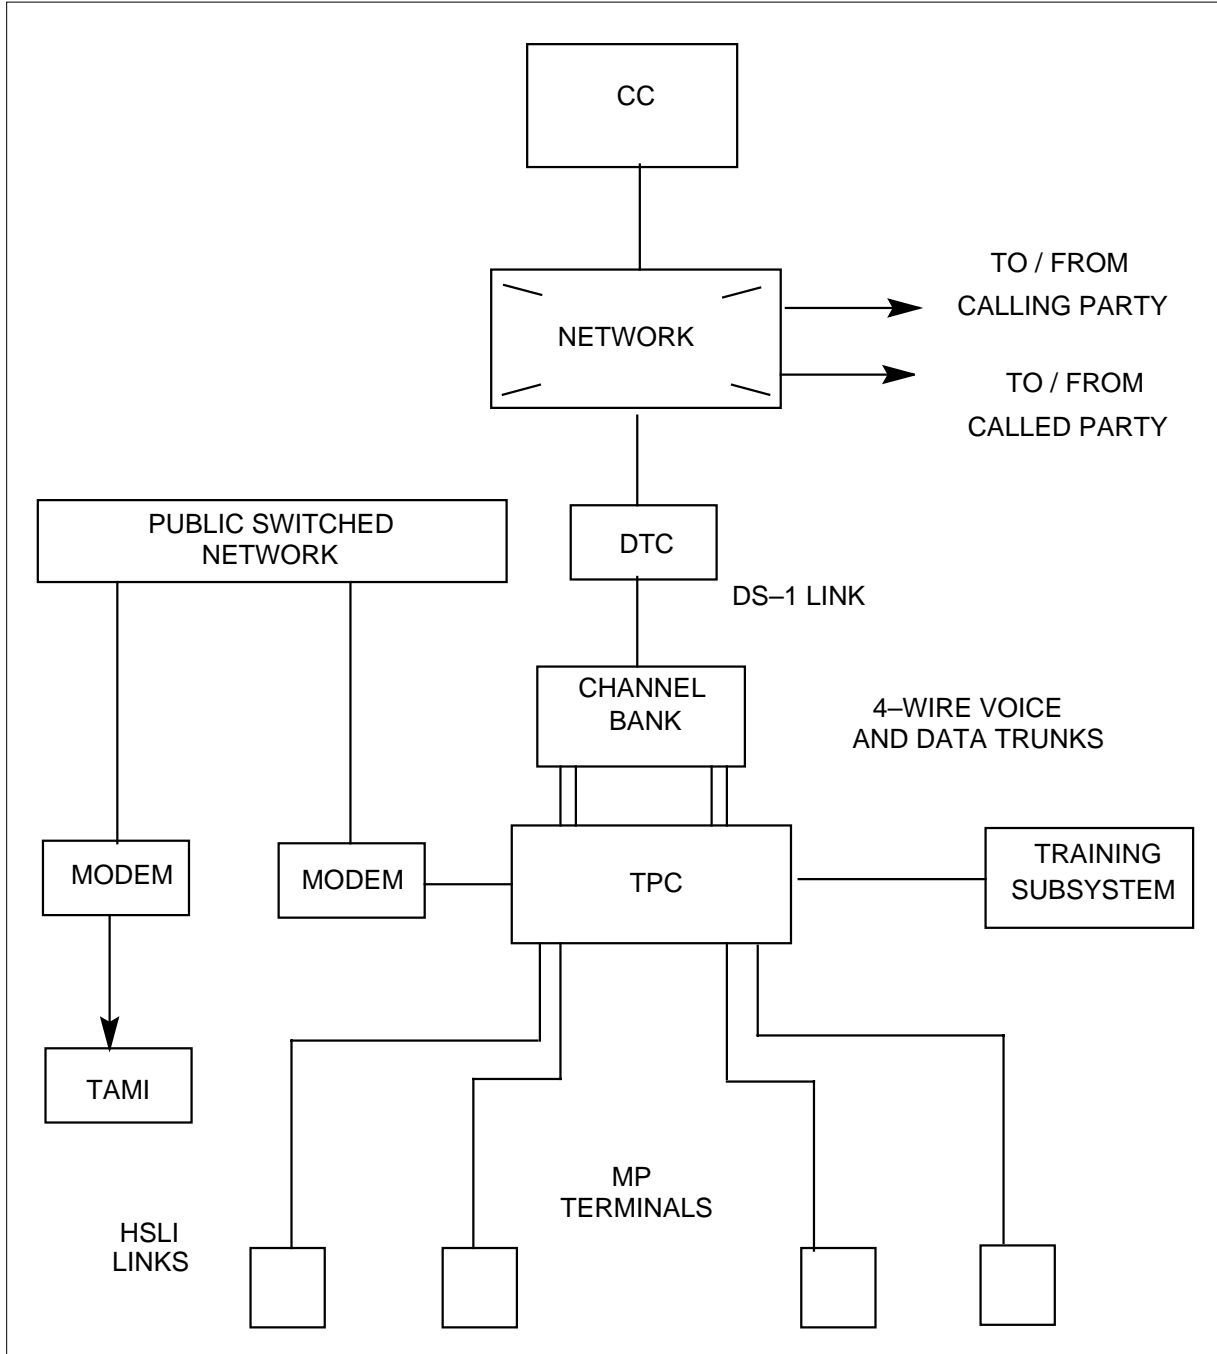 CC
TO / FROM
CALLING PARTY
NETWORK
TO / FROM
CALLED PARTY
PUBLIC SWITCHED
NETWORK
DTC
DS–1 LINK
CHANNEL
BANK
4–WIRE VOICE
AND DATA TRUNKS
MODEM
MODEM
TPC
TRAINING
SUBSYSTEM
TAMI
MP
TERMINALS
HSLI
LINKS